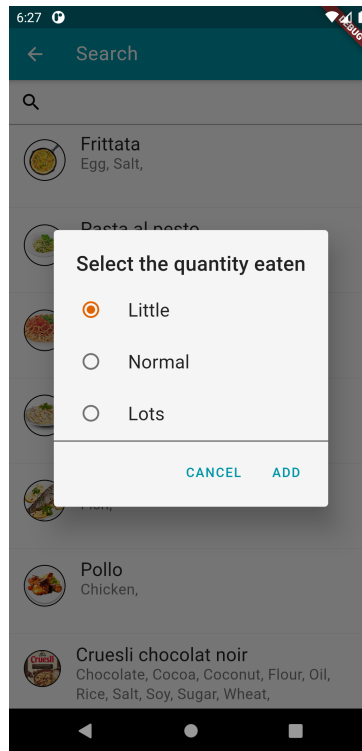 6:27
DEBUG
Search
Frittata
Egg, Salt,
Pasta al pesto
Select the quantity eaten
Little
Normal
Lots
CANCEL ADD
Fish,
Pollo
Chicken,
Cruesli
Cruesli chocolat noir
Chocolate, Cocoa, Coconut, Flour, Oil,
Rice, Salt, Soy, Sugar, Wheat,